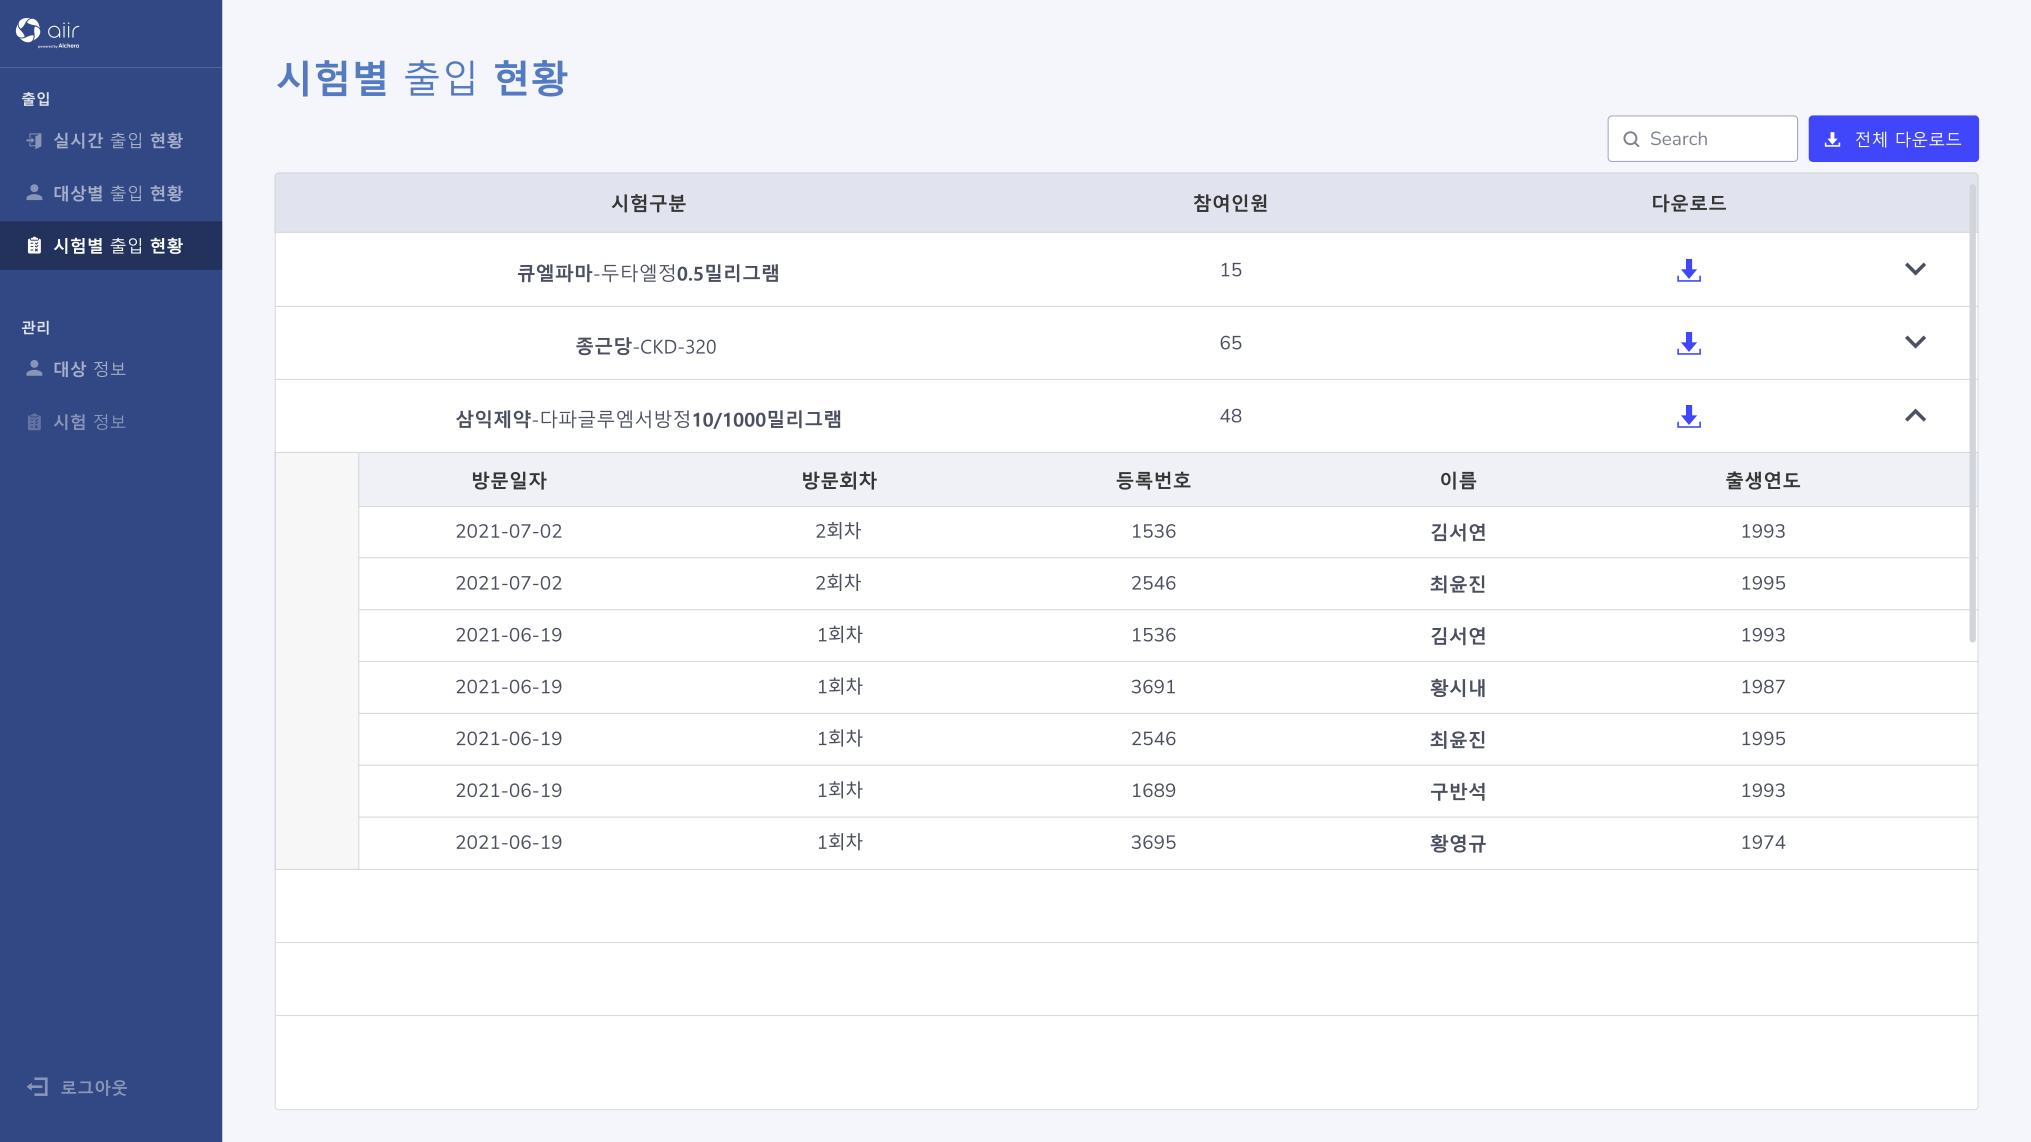 aiir
powered by Alchera
출입
실시간 출입 현황
대상별 출입 현황
시험별 출입 현황
관리
대상 정보
시험 정보
로그아웃
시험별 출입 현황
Search
전체 다운로드
시험구분 참여인원 다운로드
큐엘파마-두타엘정0.5밀리그램 15
종근당-CKD-320 65
삼익제약-다파글루엠서방정10/1000밀리그램 48
방문일자 방문회차 등록번호 이름 출생연도
2021-07-02 2회차 1536 김서연 1993
2021-07-02 2회차 2546 최윤진 1995
2021-06-19 1회차 1536 김서연 1993
2021-06-19 1회차 3691 황시내 1987
2021-06-19 1회차 2546 최윤진 1995
2021-06-19 1회차 1689 구반석 1993
2021-06-19 1회차 3695 황영규 1974